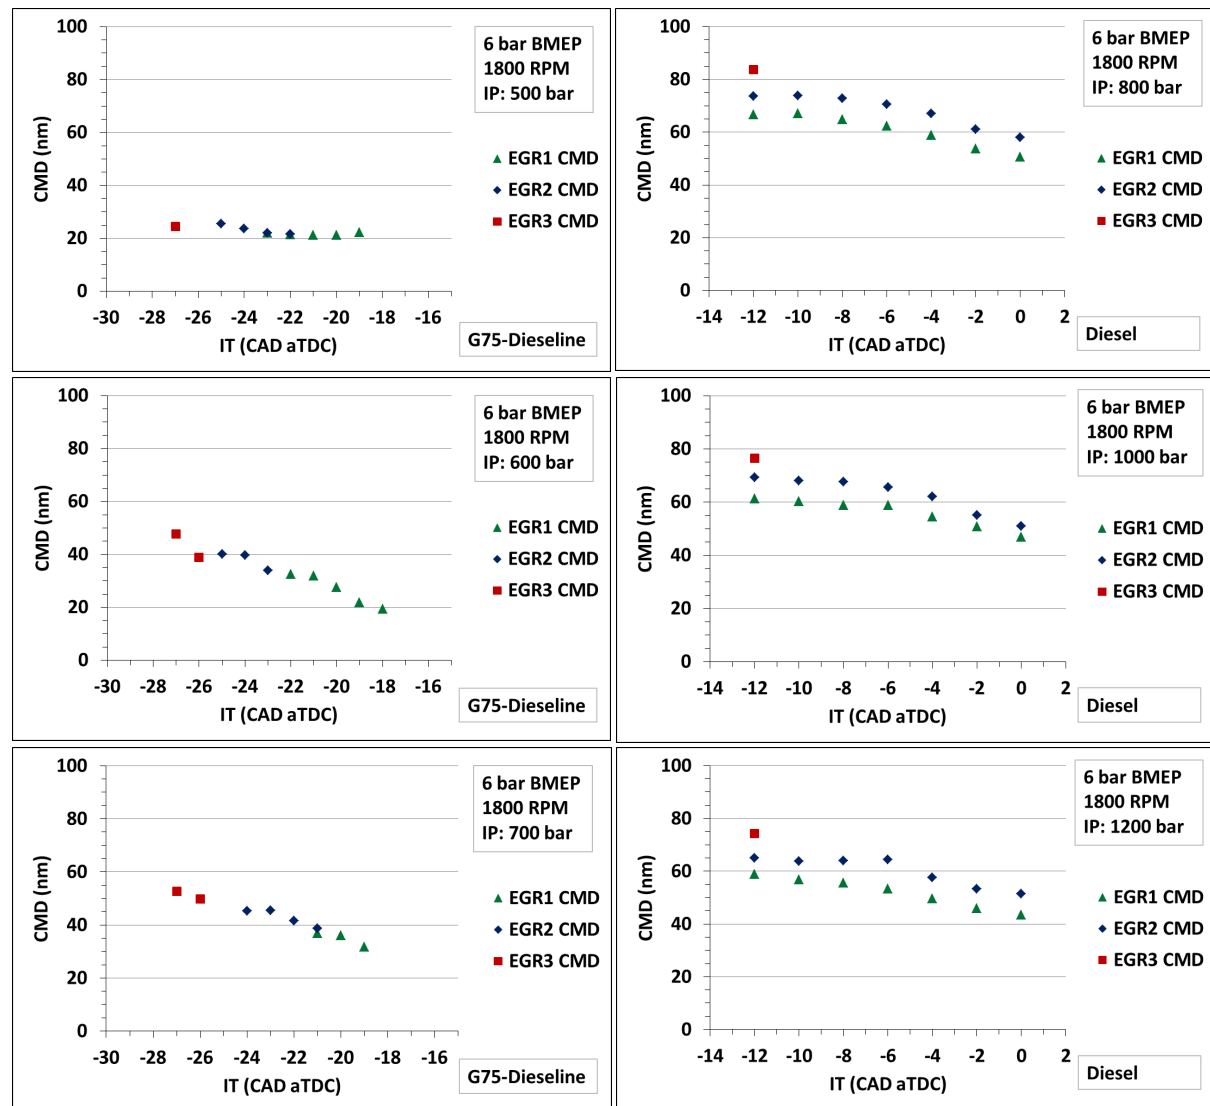 100
80
60
40
20
0
CMD (nm)
-30 -28 -26 -24 -22 -20 -18 -16
IT (CAD aTDC)
6 bar BMEP
1800 RPM
IP: 500 bar
EGR1 CMD
EGR2 CMD
EGR3 CMD
G75-Dieseline
100
80
60
40
20
0
CMD (nm)
-14 -12 -10 -8 -6 -4 -2 0 2
IT (CAD aTDC)
6 bar BMEP
1800 RPM
IP: 800 bar
EGR1 CMD
EGR2 CMD
EGR3 CMD
Diesel
100
80
60
40
20
0
CMD (nm)
-30 -28 -26 -24 -22 -20 -18 -16
IT (CAD aTDC)
6 bar BMEP
1800 RPM
IP: 600 bar
EGR1 CMD
EGR2 CMD
EGR3 CMD
G75-Dieseline
100
80
60
40
20
0
CMD (nm)
-14 -12 -10 -8 -6 -4 -2 0 2
IT (CAD aTDC)
6 bar BMEP
1800 RPM
IP: 1000 bar
EGR1 CMD
EGR2 CMD
EGR3 CMD
Diesel
100
80
60
40
20
0
CMD (nm)
-30 -28 -26 -24 -22 -20 -18 -16
IT (CAD aTDC)
6 bar BMEP
1800 RPM
IP: 700 bar
EGR1 CMD
EGR2 CMD
EGR3 CMD
G75-Dieseline
100
80
60
40
20
0
CMD (nm)
-14 -12 -10 -8 -6 -4 -2 0 2
IT (CAD aTDC)
6 bar BMEP
1800 RPM
IP: 1200 bar
EGR1 CMD
EGR2 CMD
EGR3 CMD
Diesel